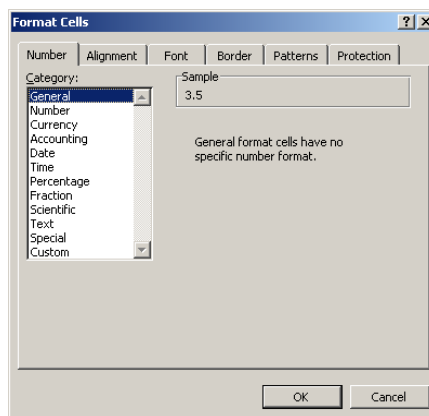 Format Cells
Number Alignment Font Border Patterns Protection
Category:
General
Number
Currency
Accounting
Date
Time
Percentage
Fraction
Scientific
Text
Special
Custom
Sample
3.5
General format cells have no
specific number format.
OK Cancel